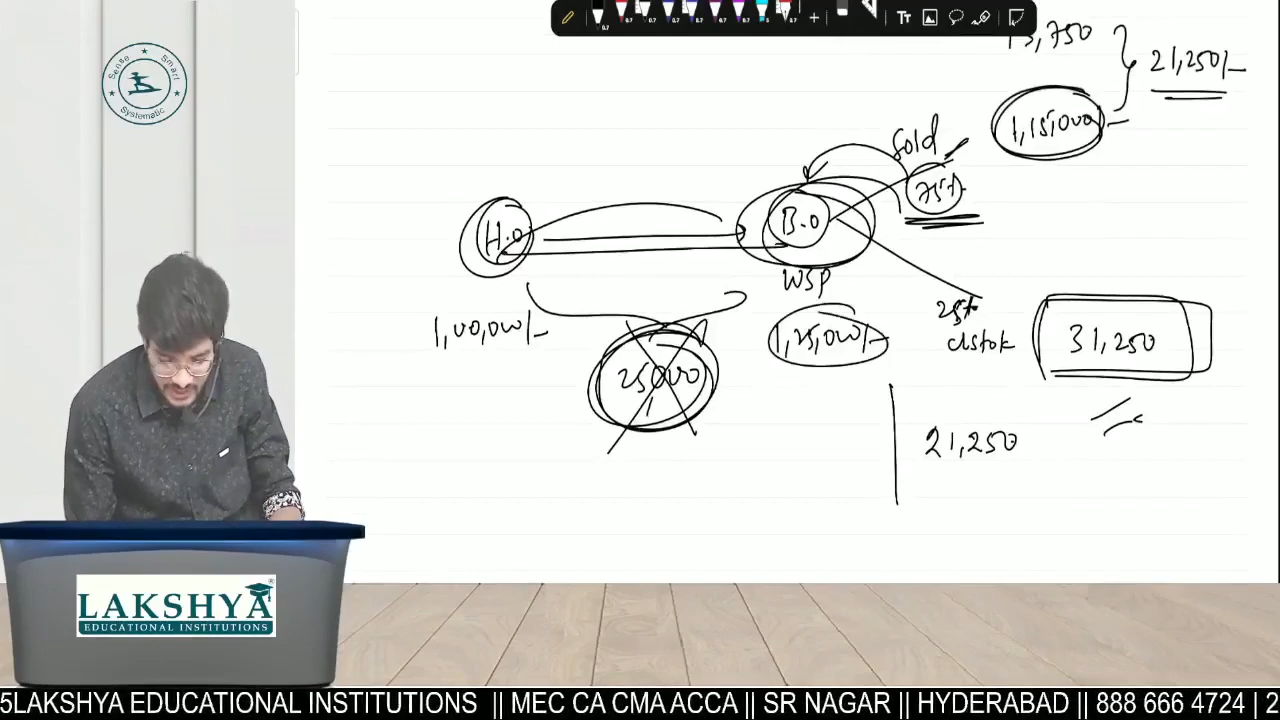 Sense Smart
Systematic
Tt
21,250/-
1,15,000
Sold
75%
H.O
B.O
WSP
1,00,000/-
25000
1,25,000/-
25%
clstok
31,250
21,250
LAKSHYA
EDUCATIONAL INSTITUTIONS
5LAKSHYA EDUCATIONAL INSTITUTIONS || MEC CA CMA ACCA || SR NAGAR || HYDERABAD || 888 666 4724 || 2